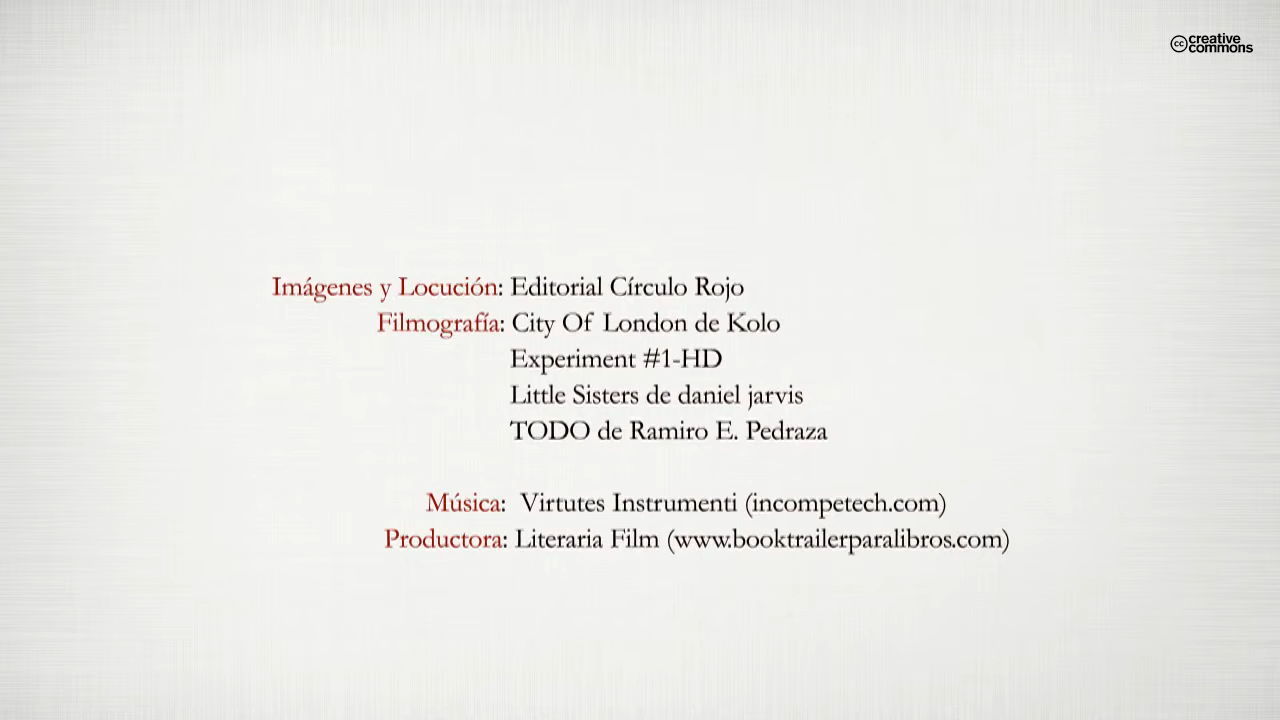 creative
commons
Imágenes y Locución: Editorial Círculo Rojo
Filmografía: City Of London de Kolo
Experiment #1-HD
Little Sisters de daniel jarvis
TODO de Ramiro E. Pedraza
Música: Virtutes Instrumenti (incompetech.com)
Productora: Literaria Film (www.booktrailerparalibros.com)